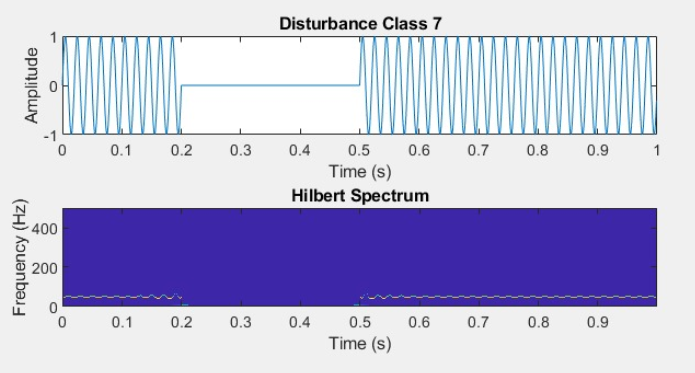 Disturbance Class 7
1
0
-1
Amplitude
0 0.1 0.2 0.3 0.4 0.5 0.6 0.7 0.8 0.9 1
Time (s)
Hilbert Spectrum
400
200
0
Frequency (Hz)
0 0.1 0.2 0.3 0.4 0.5 0.6 0.7 0.8 0.9
Time (s)